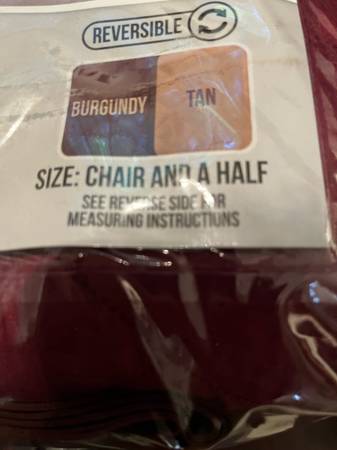 REVERSIBLE
BURGUNDY TAN
SIZE: CHAIR AND A HALF
SEE REVERSE SIDE FOR
MEASURING INSTRUCTIONS